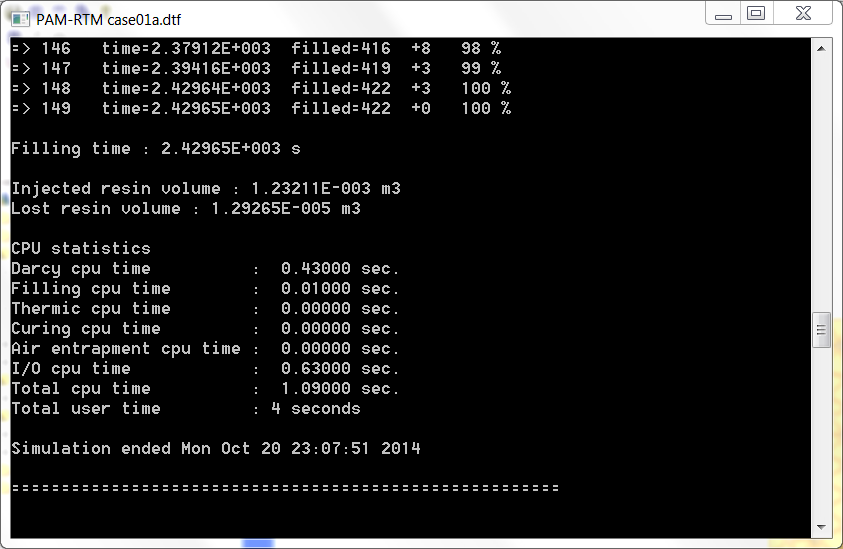 PAM-RTM case01a.dtf
=> 146   time=2.37912E+003  filled=416  +8   98 %
=> 147   time=2.39416E+003  filled=419  +3   99 %
=> 148   time=2.42964E+003  filled=422  +3   100 %
=> 149   time=2.42965E+003  filled=422  +0   100 %
Filling time : 2.42965E+003 s
Injected resin volume : 1.23211E-003 m3
Lost resin volume : 1.29265E-005 m3
CPU statistics
Darcy cpu time          :  0.43000 sec.
Filling cpu time        :  0.01000 sec.
Thermic cpu time        :  0.00000 sec.
Curing cpu time         :  0.00000 sec.
Air entrapment cpu time :  0.00000 sec.
I/O cpu time            :  0.63000 sec.
Total cpu time          :  1.09000 sec.
Total user time         : 4 seconds
Simulation ended Mon Oct 20 23:07:51 2014
=======================================================